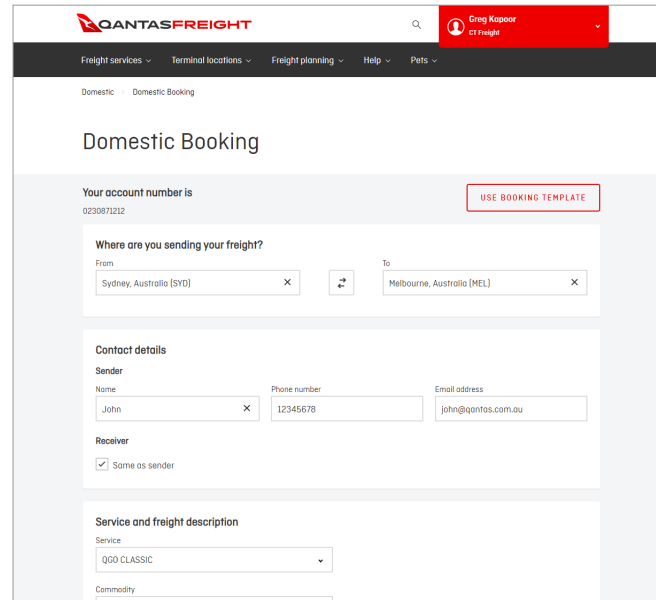 QANTASFREIGHT
Greg Kapoor
CT Freight
Freight services Terminal locations Freight planning Help Pets
Domestic Domestic Booking
Domestic Booking
Your account number is
0230871212
USE BOOKING TEMPLATE
Where are you sending your freight?
From To
Sydney, Australia (SYD) Melbourne, Australia (MEL)
Contact details
Sender
Name Phone number Email address
John 12345678 john@qantas.com.au
Receiver
Same as sender
Service and freight description
Service
QGO CLASSIC
Commodity